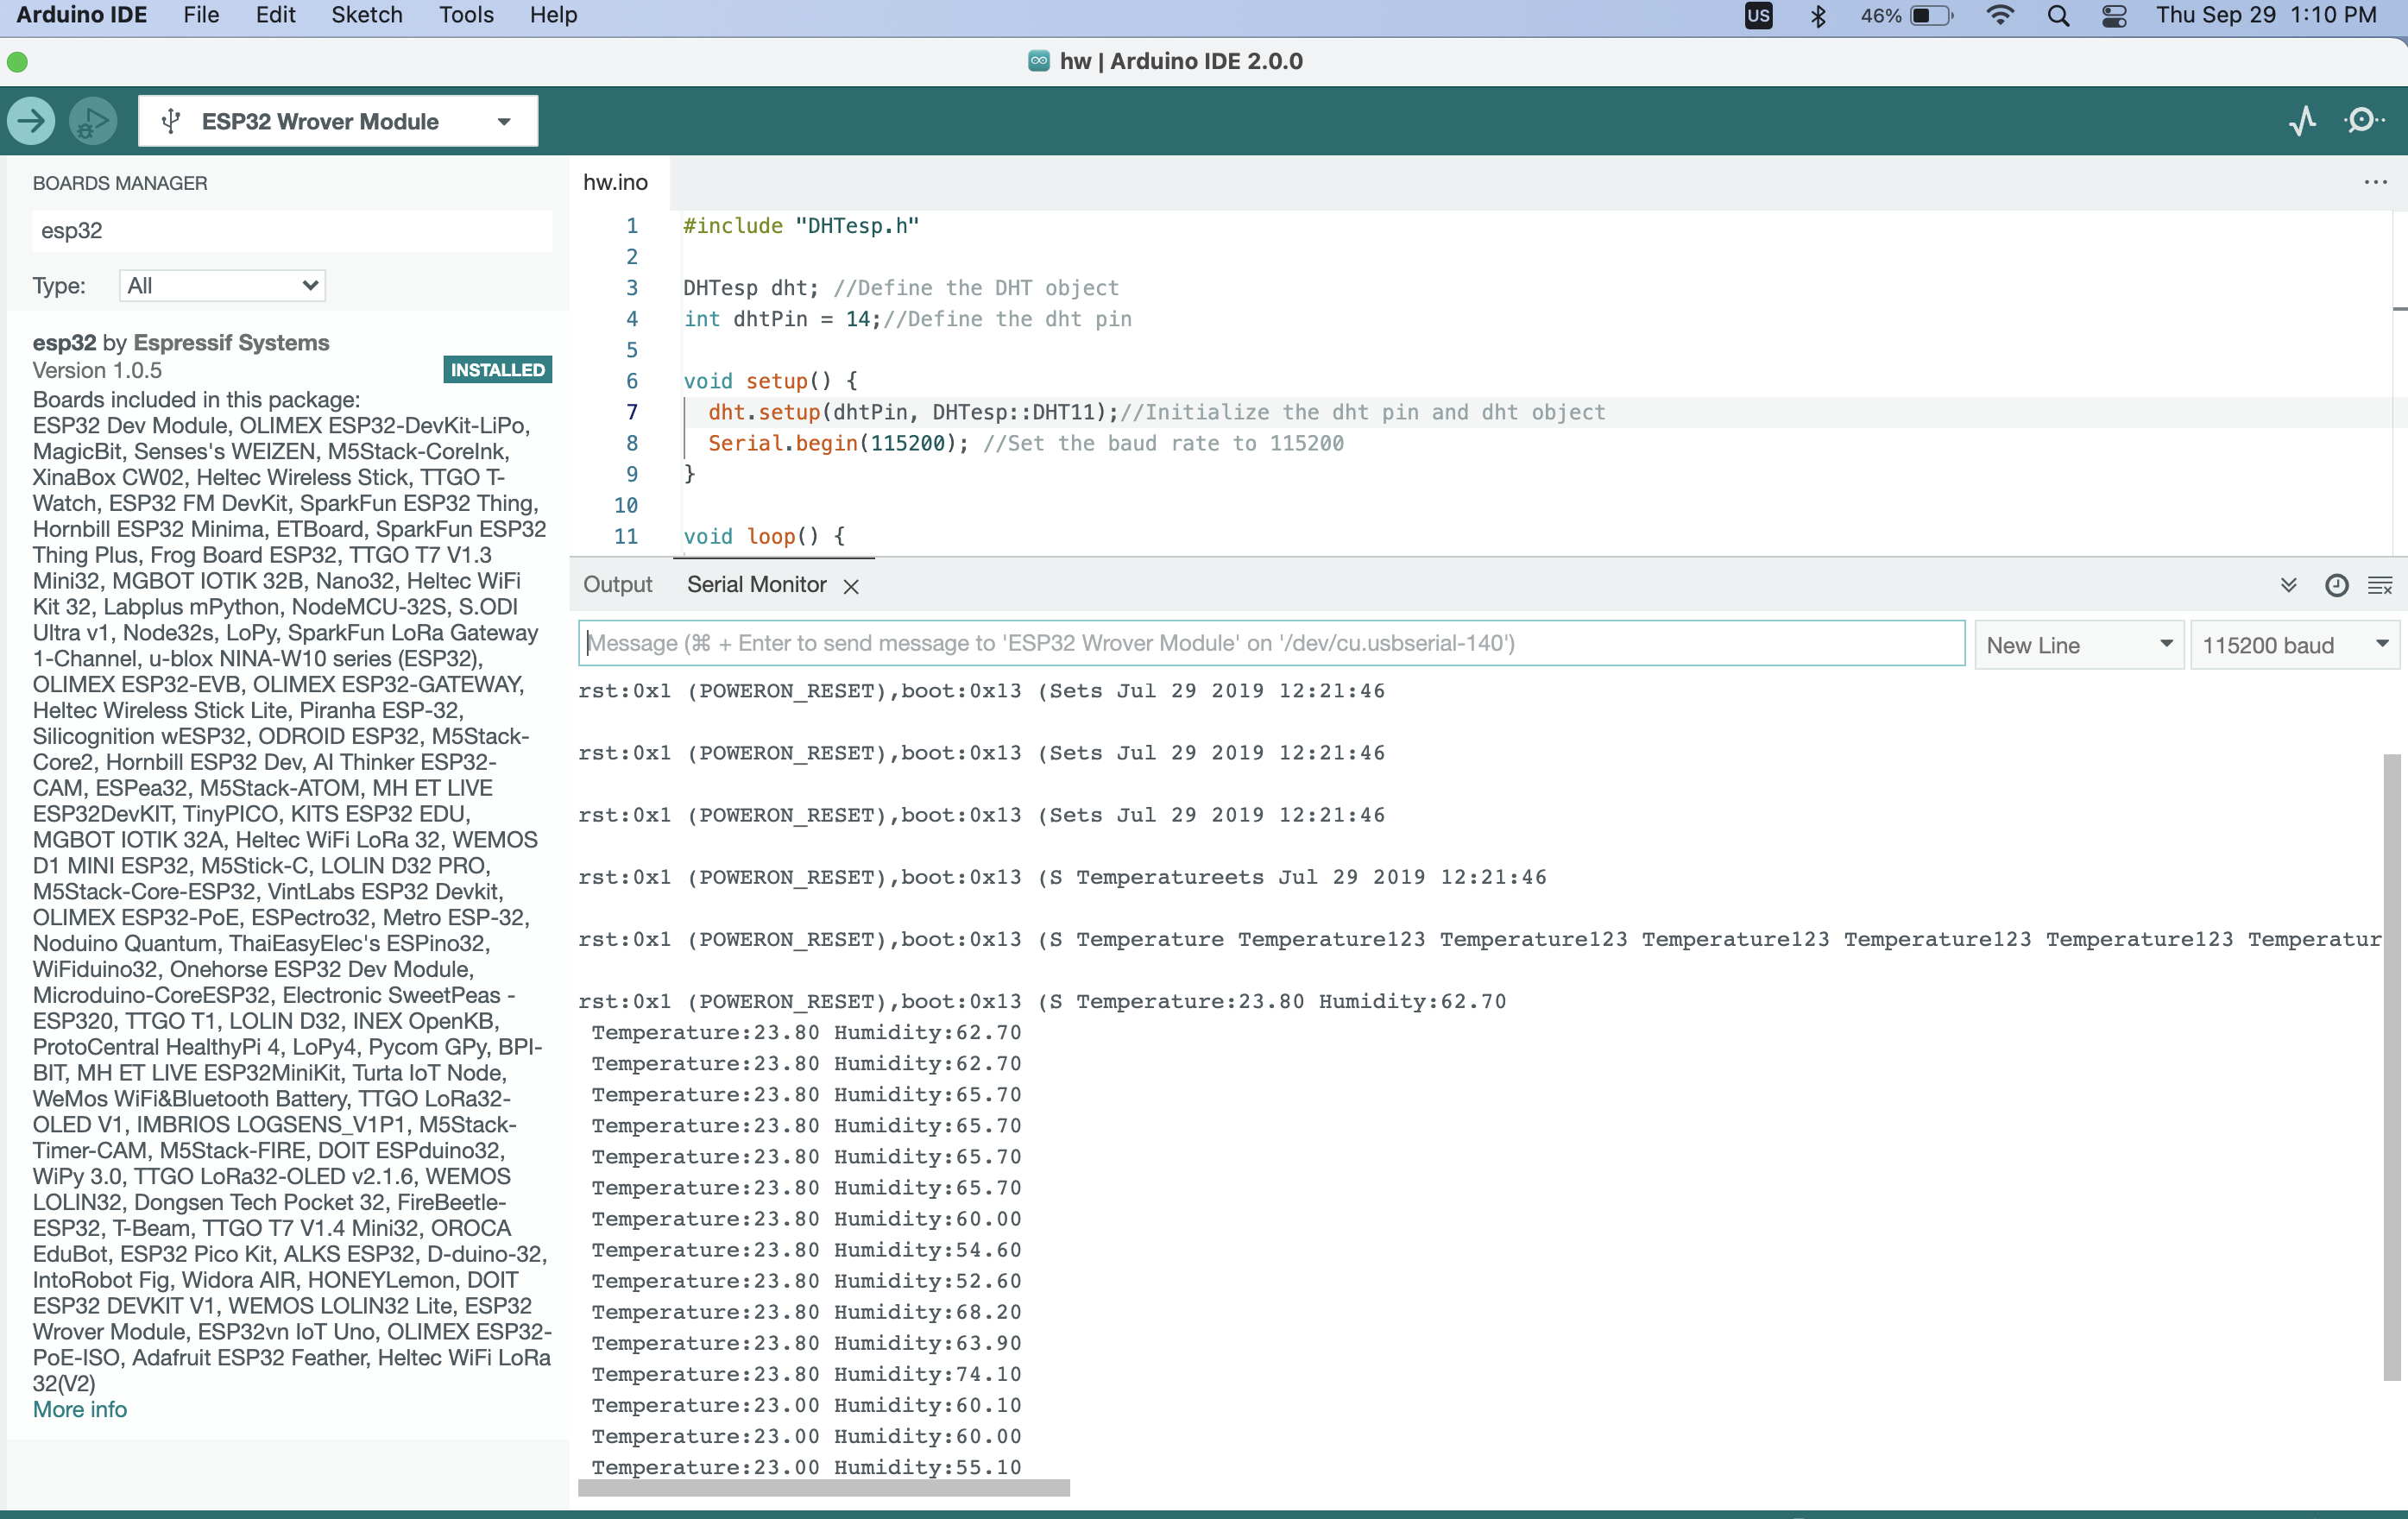 Arduino IDE File Edit Sketch Tools Help US 46% Thu Sep 29 1:10 PM
hw | Arduino IDE 2.0.0
ESP32 Wrover Module
BOARDS MANAGER
esp32
Type: All
esp32 by Espressif Systems
Version 1.0.5 INSTALLED
Boards included in this package:
ESP32 Dev Module, OLIMEX ESP32-DevKit-LiPo,
MagicBit, Senses's WEIZEN, M5Stack-CoreInk,
XinaBox CW02, Heltec Wireless Stick, TTGO T-
Watch, ESP32 FM DevKit, SparkFun ESP32 Thing,
Hornbill ESP32 Minima, ETBoard, SparkFun ESP32
Thing Plus, Frog Board ESP32, TTGO T7 V1.3
Mini32, MGBOT IOTIK 32B, Nano32, Heltec WiFi
Kit 32, Labplus mPython, NodeMCU-32S, S.ODI
Ultra v1, Node32s, LoPy, SparkFun LoRa Gateway
1-Channel, u-blox NINA-W10 series (ESP32),
OLIMEX ESP32-EVB, OLIMEX ESP32-GATEWAY,
Heltec Wireless Stick Lite, Piranha ESP-32,
Silicognition wESP32, ODROID ESP32, M5Stack-
Core2, Hornbill ESP32 Dev, AI Thinker ESP32-
CAM, ESPea32, M5Stack-ATOM, MH ET LIVE
ESP32DevKIT, TinyPICO, KITS ESP32 EDU,
MGBOT IOTIK 32A, Heltec WiFi LoRa 32, WEMOS
D1 MINI ESP32, M5Stick-C, LOLIN D32 PRO,
M5Stack-Core-ESP32, VintLabs ESP32 Devkit,
OLIMEX ESP32-PoE, ESPectro32, Metro ESP-32,
Noduino Quantum, ThaiEasyElec's ESPino32,
WiFiduino32, Onehorse ESP32 Dev Module,
Microduino-CoreESP32, Electronic SweetPeas -
ESP320, TTGO T1, LOLIN D32, INEX OpenKB,
ProtoCentral HealthyPi 4, LoPy4, Pycom GPy, BPI-
BIT, MH ET LIVE ESP32MiniKit, Turta IoT Node,
WeMos WiFi&Bluetooth Battery, TTGO LoRa32-
OLED V1, IMBRIOS LOGSENS_V1P1, M5Stack-
Timer-CAM, M5Stack-FIRE, DOIT ESPduino32,
WiPy 3.0, TTGO LoRa32-OLED v2.1.6, WEMOS
LOLIN32, Dongsen Tech Pocket 32, FireBeetle-
ESP32, T-Beam, TTGO T7 V1.4 Mini32, OROCA
EduBot, ESP32 Pico Kit, ALKS ESP32, D-duino-32,
IntoRobot Fig, Widora AIR, HONEYLemon, DOIT
ESP32 DEVKIT V1, WEMOS LOLIN32 Lite, ESP32
Wrover Module, ESP32vn IoT Uno, OLIMEX ESP32-
PoE-ISO, Adafruit ESP32 Feather, Heltec WiFi LoRa
32(V2)
More info
hw.ino
1 #include "DHTesp.h"
2
3 DHTesp dht; //Define the DHT object
4 int dhtPin = 14;//Define the dht pin
5
6 void setup() {
7 dht.setup(dhtPin, DHTesp::DHT11);//Initialize the dht pin and dht object
8 Serial.begin(115200); //Set the baud rate to 115200
9 }
10
11 void loop() {
Output Serial Monitor
Message (⌘ + Enter to send message to 'ESP32 Wrover Module' on '/dev/cu.usbserial-140') New Line 115200 baud
rst:0x1 (POWERON_RESET),boot:0x13 (Sets Jul 29 2019 12:21:46
rst:0x1 (POWERON_RESET),boot:0x13 (Sets Jul 29 2019 12:21:46
rst:0x1 (POWERON_RESET),boot:0x13 (Sets Jul 29 2019 12:21:46
rst:0x1 (POWERON_RESET),boot:0x13 (S Temperatureets Jul 29 2019 12:21:46
rst:0x1 (POWERON_RESET),boot:0x13 (S Temperature Temperature123 Temperature123 Temperature123 Temperature123 Temperature123 Temperatur
rst:0x1 (POWERON_RESET),boot:0x13 (S Temperature:23.80 Humidity:62.70
Temperature:23.80 Humidity:62.70
Temperature:23.80 Humidity:62.70
Temperature:23.80 Humidity:65.70
Temperature:23.80 Humidity:65.70
Temperature:23.80 Humidity:65.70
Temperature:23.80 Humidity:65.70
Temperature:23.80 Humidity:60.00
Temperature:23.80 Humidity:54.60
Temperature:23.80 Humidity:52.60
Temperature:23.80 Humidity:68.20
Temperature:23.80 Humidity:63.90
Temperature:23.80 Humidity:74.10
Temperature:23.00 Humidity:60.10
Temperature:23.00 Humidity:60.00
Temperature:23.00 Humidity:55.10